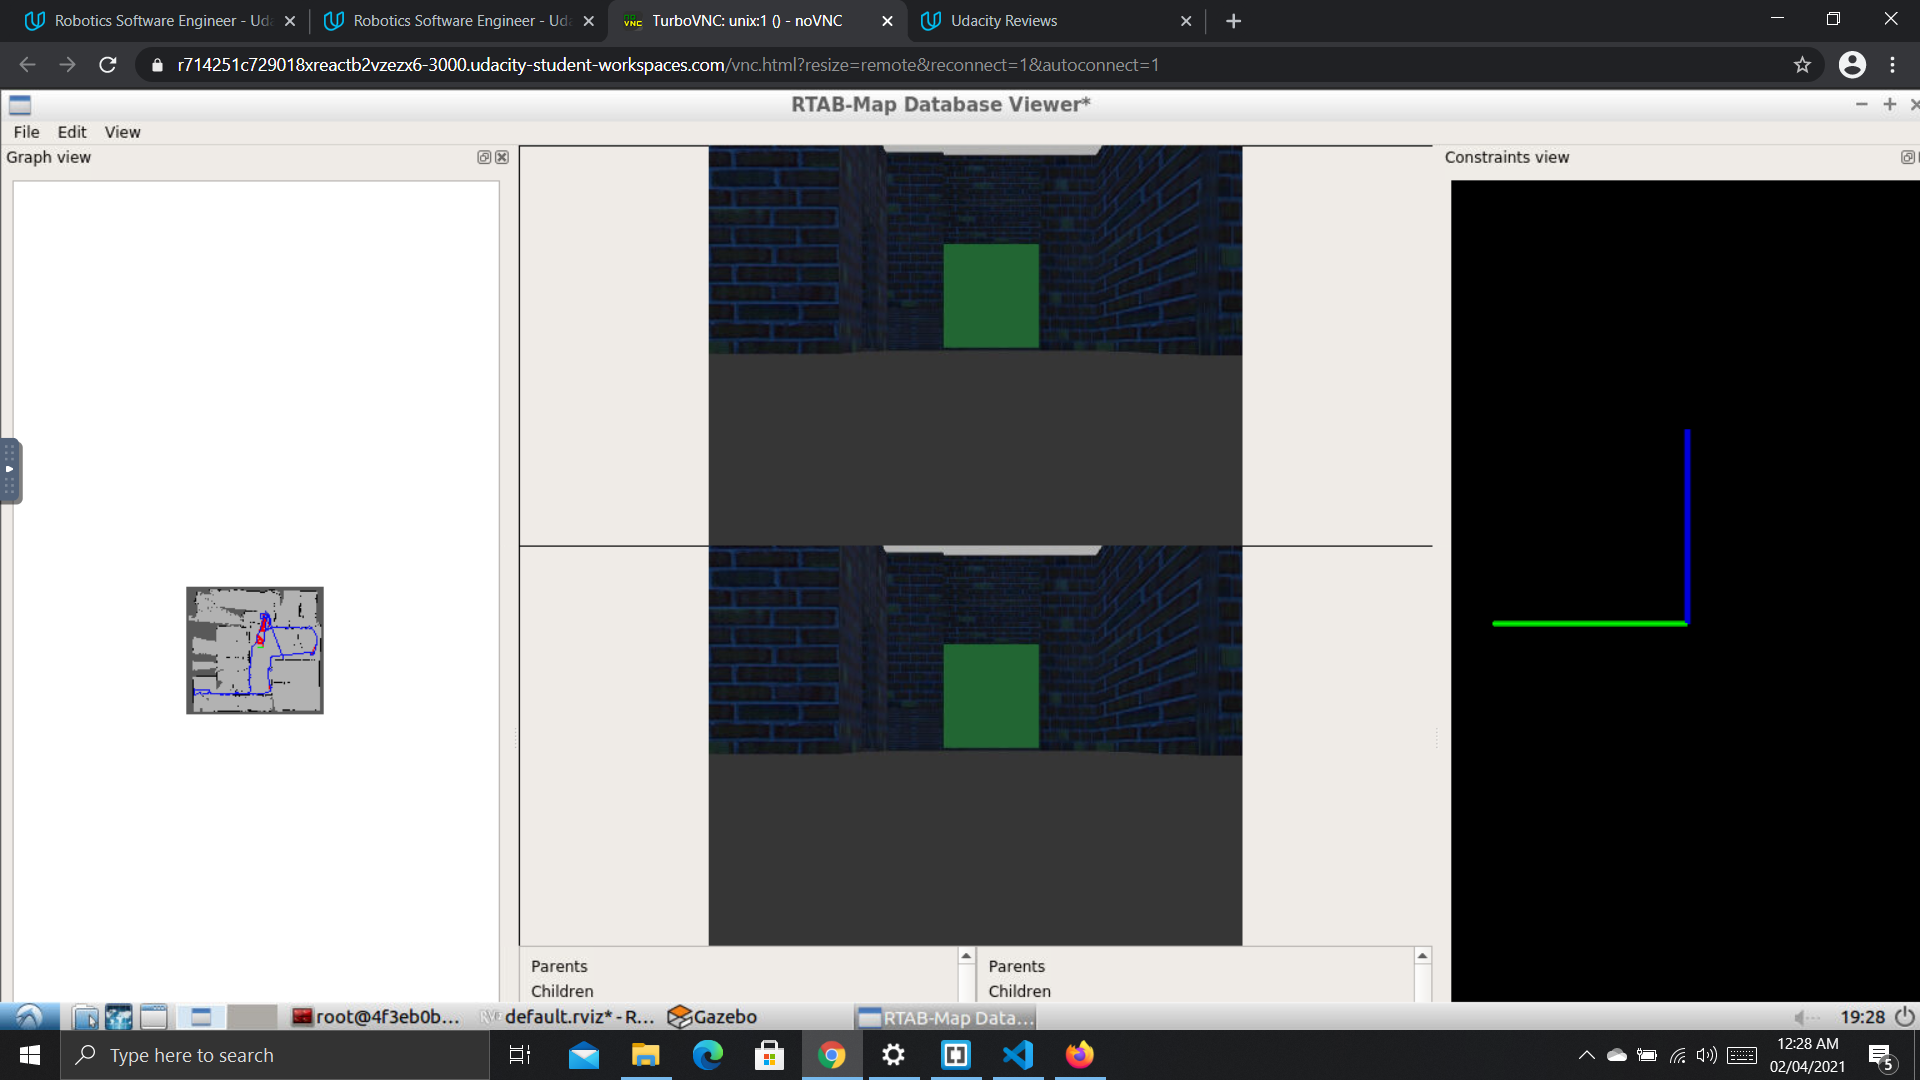 Robotics Software Engineer - Uda
Robotics Software Engineer - Uda
TurboVNC: unix:1 () - noVNC
Udacity Reviews
r714251c729018xreactb2vzezx6-3000.udacity-student-workspaces.com/vnc.html?resize=remote&reconnect=1&autoconnect=1
RTAB-Map Database Viewer*
File Edit View
Graph view
Constraints view
Parents
Children
Parents
Children
root@4f3eb0b...
default.rviz* - R...
Gazebo
RTAB-Map Data...
19:28
Type here to search
12:28 AM
02/04/2021
5